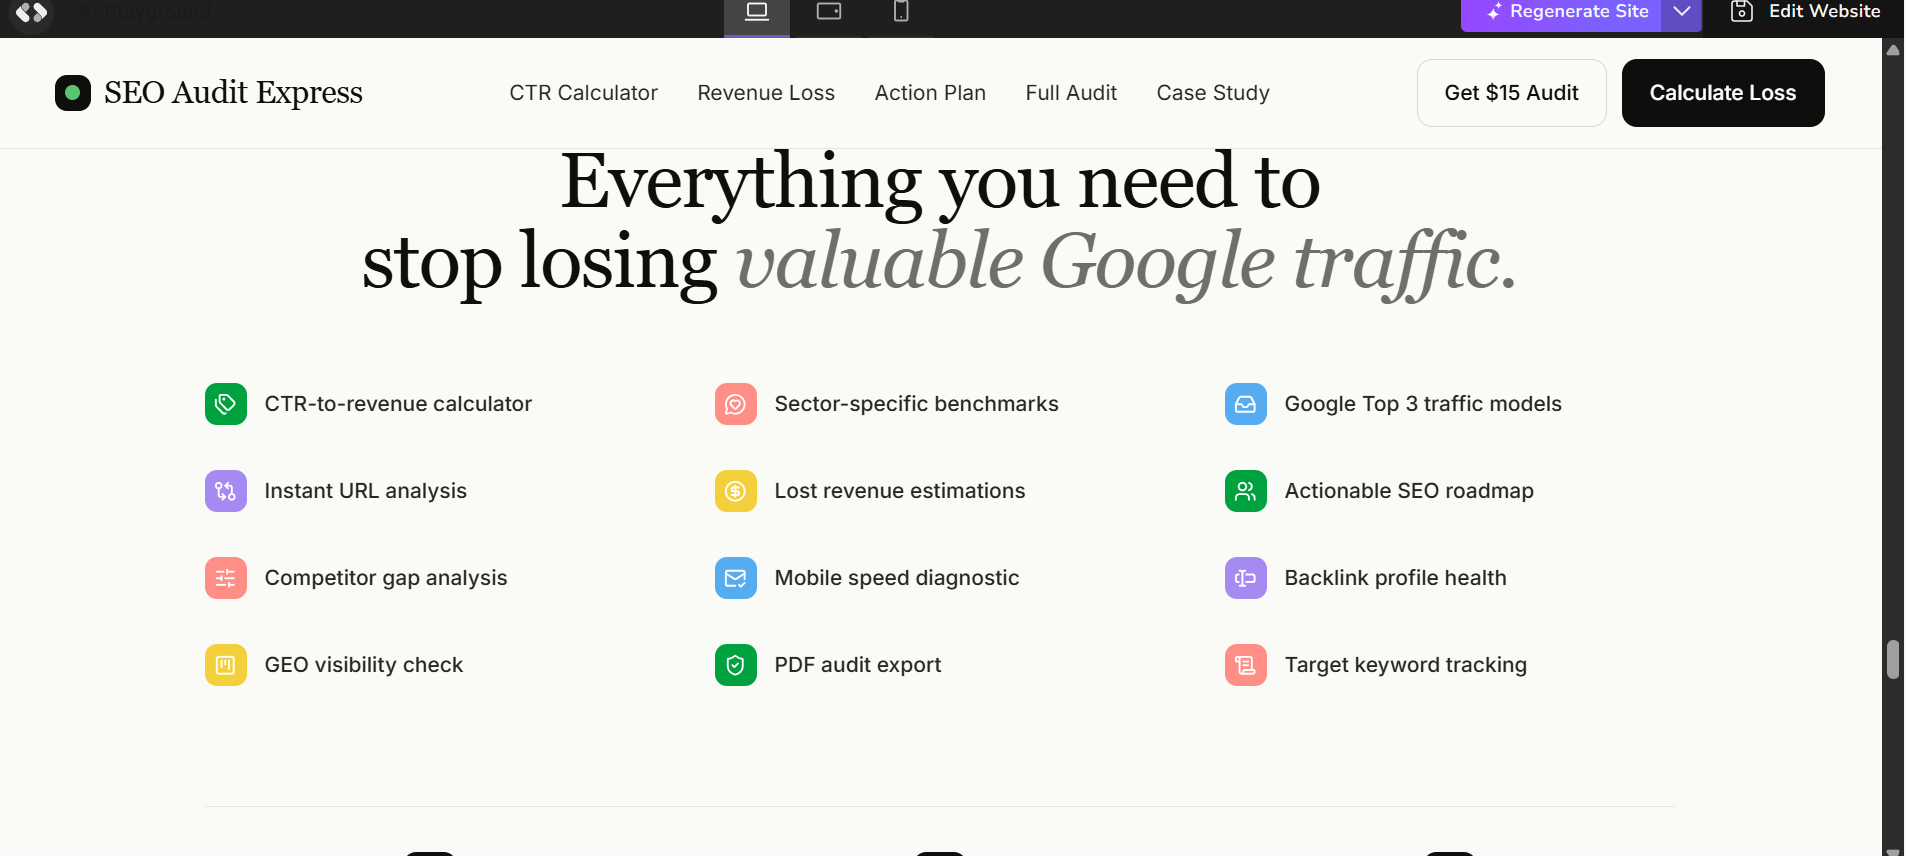 AI Playground
Regenerate Site
Edit Website
SEO Audit Express
CTR Calculator
Revenue Loss
Action Plan
Full Audit
Case Study
Get $15 Audit
Calculate Loss
Everything you need to
stop losing valuable Google traffic.
CTR-to-revenue calculator
Sector-specific benchmarks
Google Top 3 traffic models
Instant URL analysis
Lost revenue estimations
Actionable SEO roadmap
Competitor gap analysis
Mobile speed diagnostic
Backlink profile health
GEO visibility check
PDF audit export
Target keyword tracking